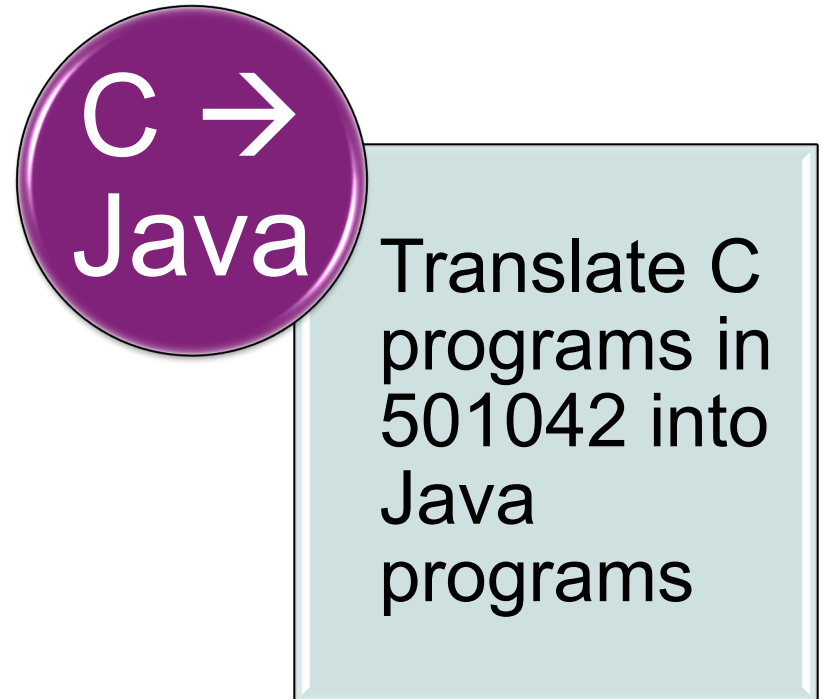 C →
Java
Translate C
programs in
501042 into
Java
programs